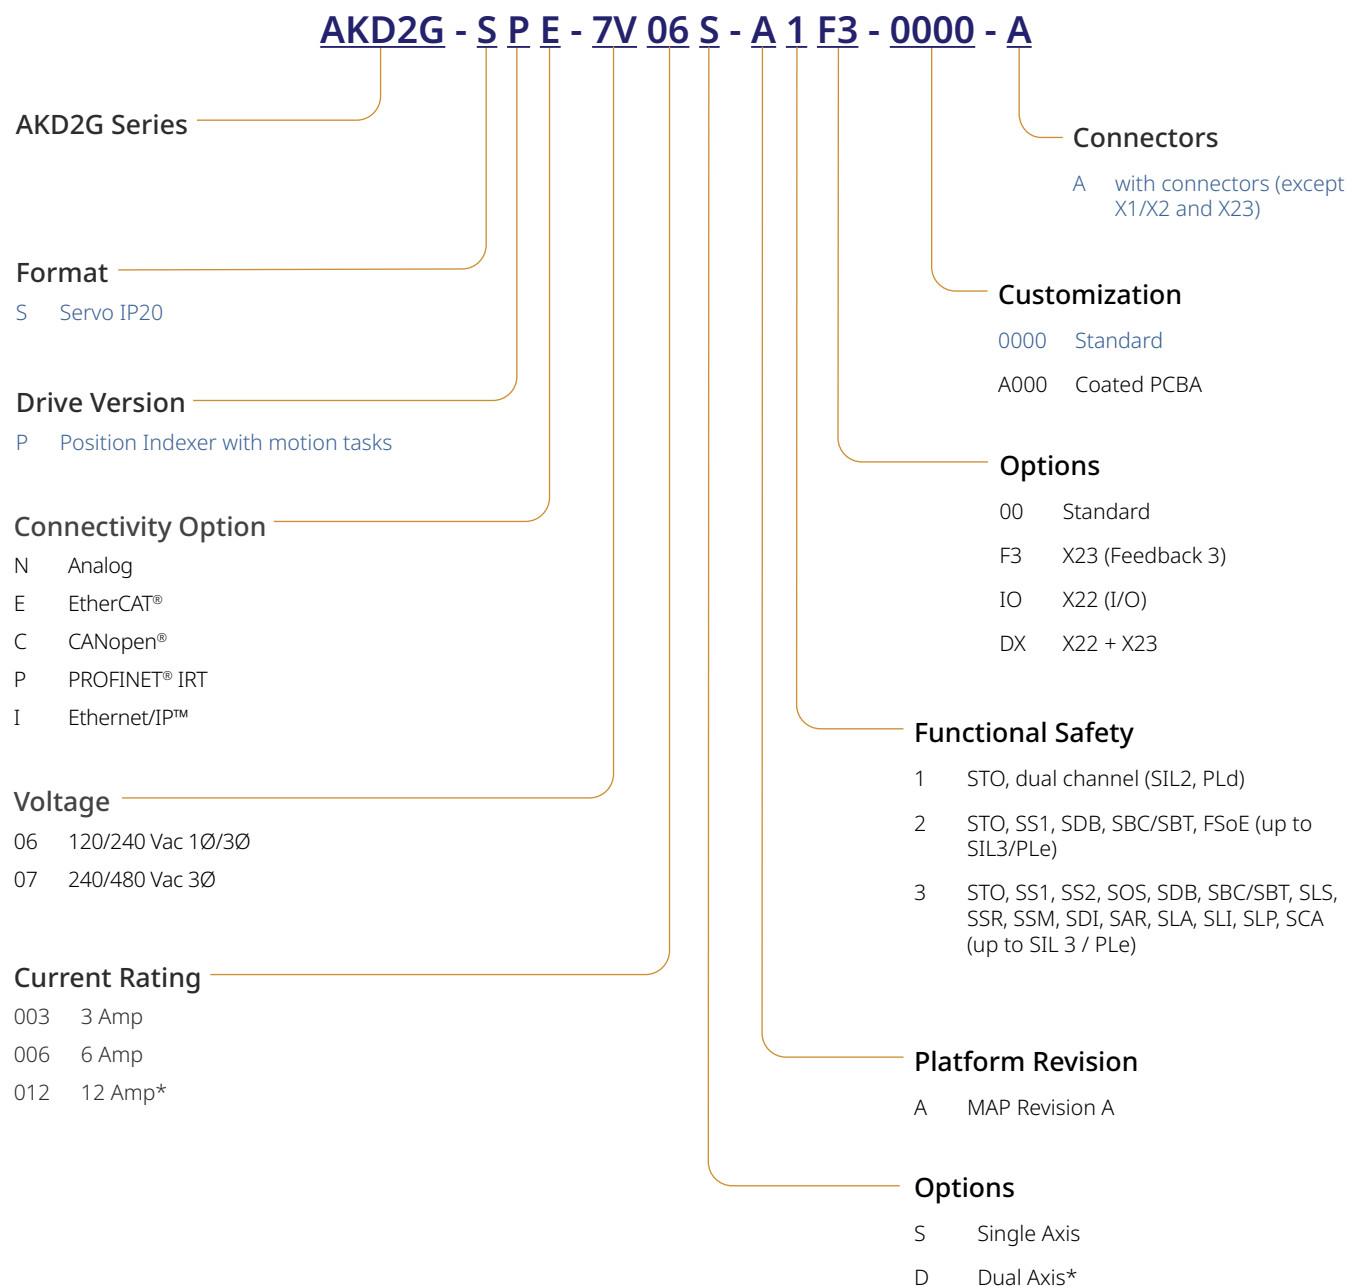 AKD2G - S P E - 7V 06 S - A 1 F3 - 0000 - A
AKD2G Series
Format
S Servo IP20
Drive Version
P Position Indexer with motion tasks
Connectivity Option
N Analog
E EtherCAT®
C CANopen®
P PROFINET® IRT
I Ethernet/IP™
Voltage
06 120/240 Vac 1Ø/3Ø
07 240/480 Vac 3Ø
Current Rating
003 3 Amp
006 6 Amp
012 12 Amp*
Connectors
A with connectors (except
X1/X2 and X23)
Customization
0000 Standard
A000 Coated PCBA
Options
00 Standard
F3 X23 (Feedback 3)
IO X22 (I/O)
DX X22 + X23
Functional Safety
1 STO, dual channel (SIL2, PLd)
2 STO, SS1, SDB, SBC/SBT, FSoE (up to
SIL3/PLe)
3 STO, SS1, SS2, SOS, SDB, SBC/SBT, SLS,
SSR, SSM, SDI, SAR, SLA, SLI, SLP, SCA
(up to SIL 3 / PLe)
Platform Revision
A MAP Revision A
Options
S Single Axis
D Dual Axis*